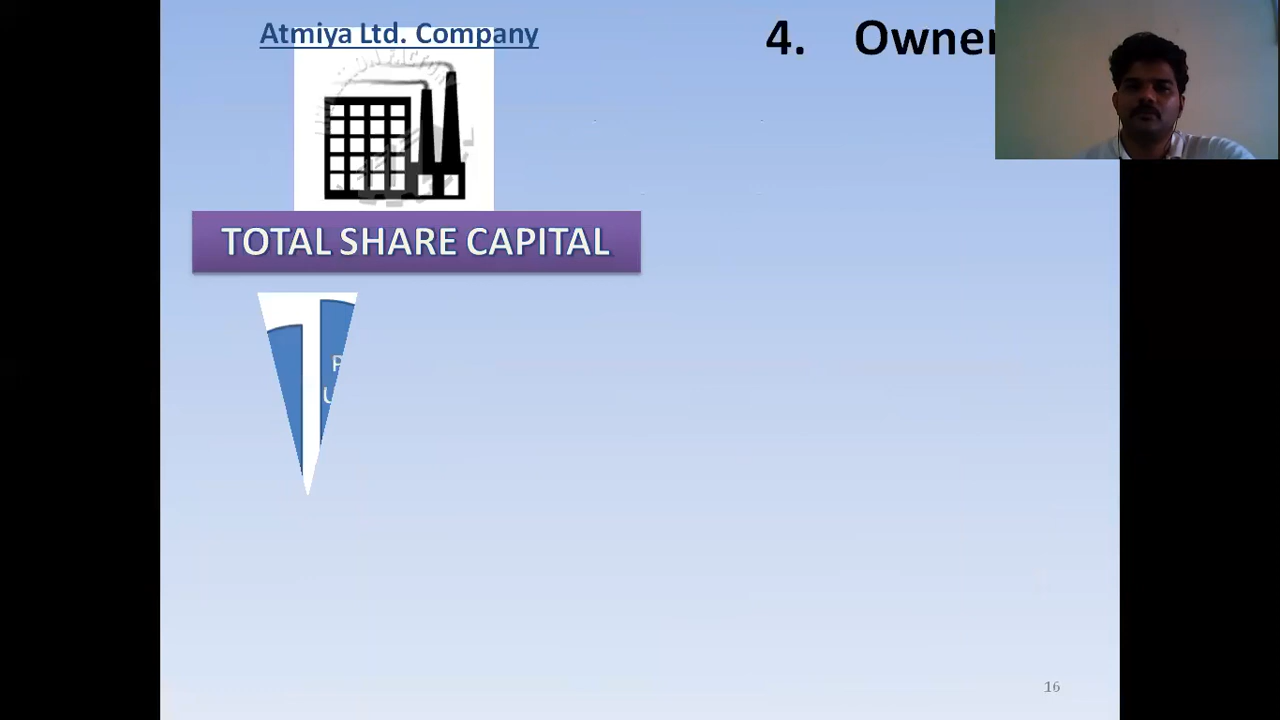 Atmiya Ltd. Company
4. Owner
TOTAL SHARE CAPITAL
P
U
16